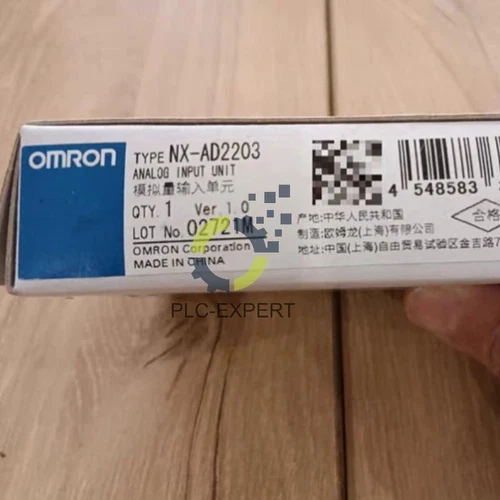 OMRON
TYPE NX-AD2203
ANALOG INPUT UNIT
模拟量输入单元
QTY. 1 Ver. 1.0
LOT No. 02721M
OMRON Corporation
MADE IN CHINA
4 548583
产地:中华人民共和国
制造:欧姆龙(上海)有限公司
地址:中国(上海)自由贸易试验区金吉路7
合格
PLC-EXPERT